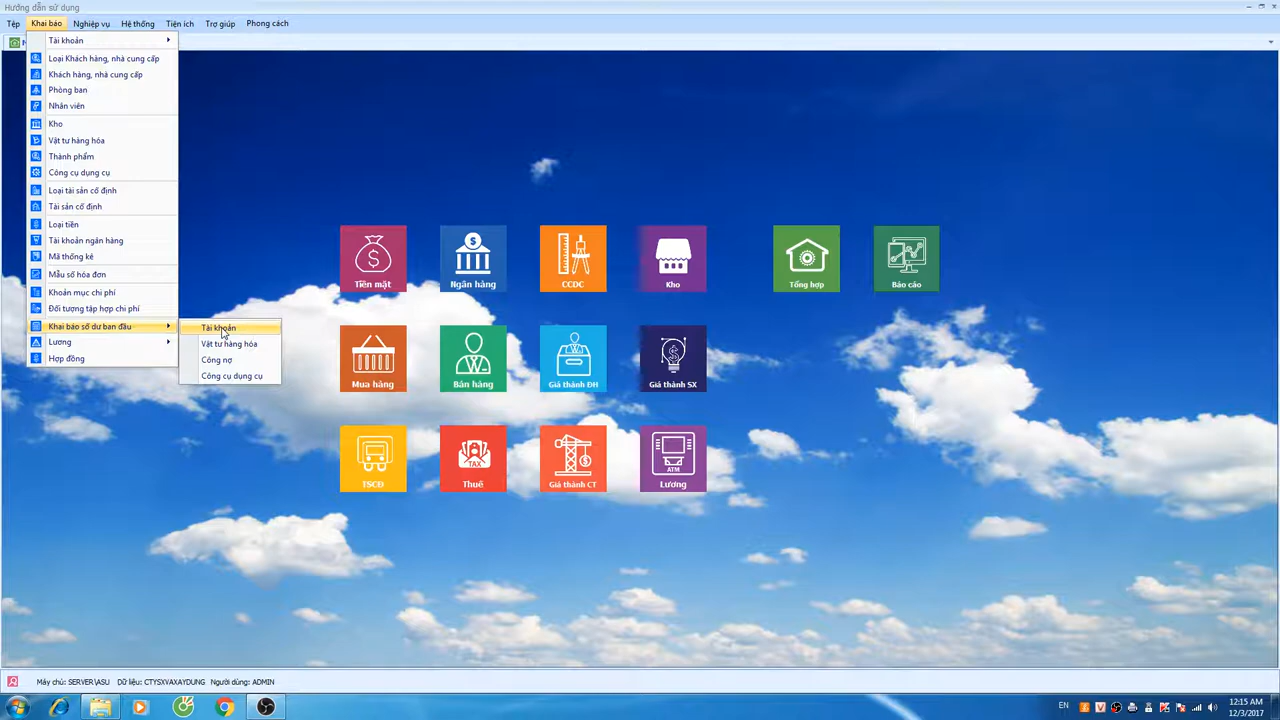 Hướng dẫn sử dụng
Tệp Khai báo Nghiệp vụ Hệ thống Tiện ích Trợ giúp Phong cách
Tài khoản
Loại Khách hàng, nhà cung cấp
Khách hàng, nhà cung cấp
Phòng ban
Nhân viên
Kho
Vật tư hàng hóa
Thành phẩm
Công cụ dụng cụ
Loại tài sản cố định
Tài sản cố định
Loại tiền
Tài khoản ngân hàng
Mã thống kê
Mẫu số hóa đơn
Khoản mục chi phí
Đối tượng tập hợp chi phí
Khai báo số dư ban đầu
Lương
Hợp đồng
Tài khoản
Vật tư hàng hóa
Công nợ
Công cụ dụng cụ
Tiền mặt Ngân hàng CCDC Kho Tổng hợp Báo cáo
Mua hàng Bán hàng Giá thành ĐH Giá thành SX
TSCĐ Thuế Giá thành CT Lương
TAX
ATM
Máy chủ: SERVER\ASU Dữ liệu: CTYSXVAXAYDUNG Người dùng: ADMIN
EN
12:15 AM
12/3/2017